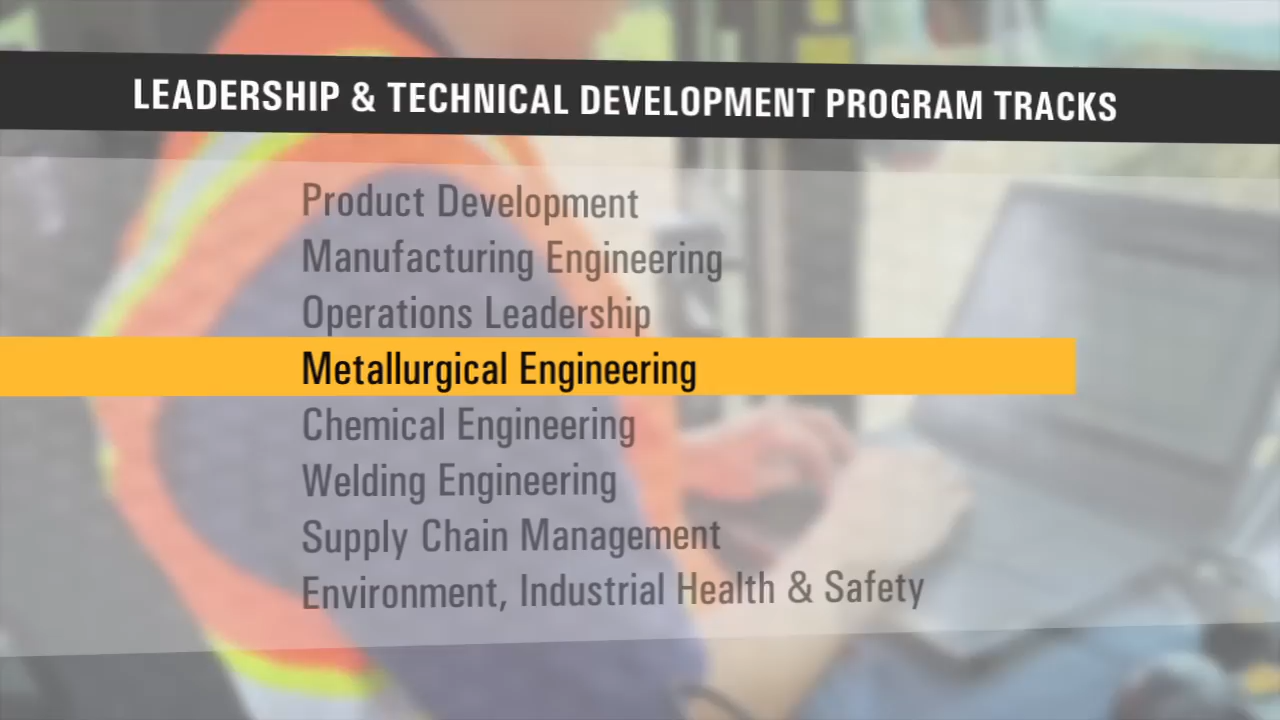 LEADERSHIP & TECHNICAL DEVELOPMENT PROGRAM TRACKS
Product Development
Manufacturing Engineering
Operations Leadership
Metallurgical Engineering
Chemical Engineering
Welding Engineering
Supply Chain Management
Environment, Industrial Health & Safety